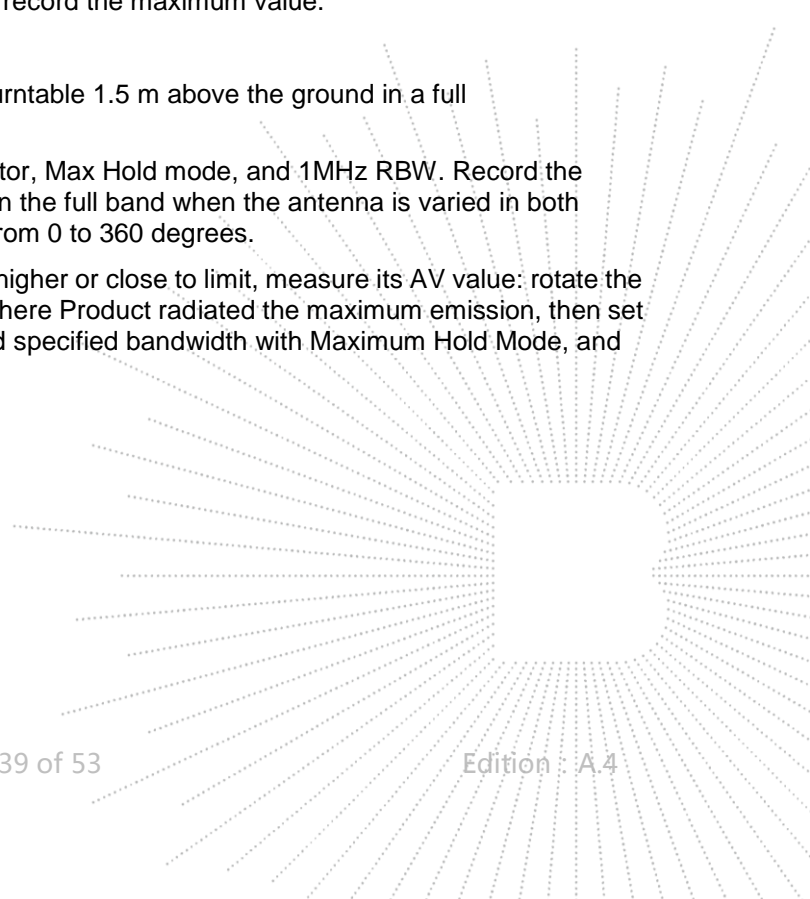 record the maximum value.
urntable 1.5 m above the ground in a full
tor, Max Hold mode, and 1MHz RBW. Record the
n the full band when the antenna is varied in both
rom 0 to 360 degrees.
higher or close to limit, measure its AV value: rotate the
here Product radiated the maximum emission, then set
d specified bandwidth with Maximum Hold Mode, and
39 of 53 Edition : A.4